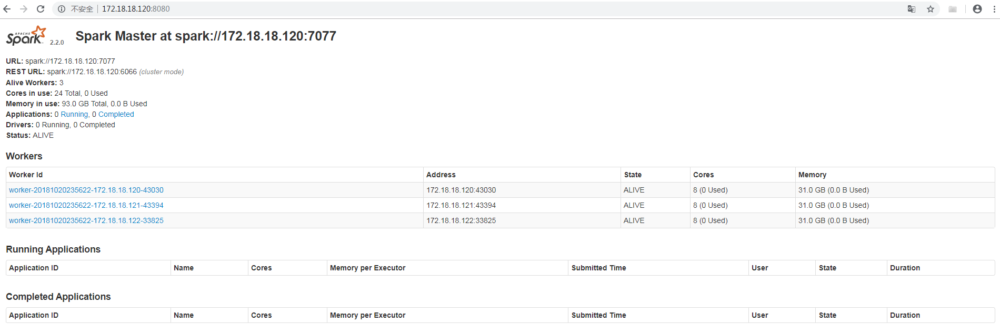 不安全 172.18.18.120:8080
APACHE Spark 2.2.0 Spark Master at spark://172.18.18.120:7077
URL: spark://172.18.18.120:7077
REST URL: spark://172.18.18.120:6066 (cluster mode)
Alive Workers: 3
Cores in use: 24 Total, 0 Used
Memory in use: 93.0 GB Total, 0.0 B Used
Applications: 0 Running, 0 Completed
Drivers: 0 Running, 0 Completed
Status: ALIVE
Workers
Worker Id Address State Cores Memory
worker-20181020235622-172.18.18.120-43030 172.18.18.120:43030 ALIVE 8 (0 Used) 31.0 GB (0.0 B Used)
worker-20181020235622-172.18.18.121-43394 172.18.18.121:43394 ALIVE 8 (0 Used) 31.0 GB (0.0 B Used)
worker-20181020235622-172.18.18.122-33825 172.18.18.122:33825 ALIVE 8 (0 Used) 31.0 GB (0.0 B Used)
Running Applications
Application ID Name Cores Memory per Executor Submitted Time User State Duration
Completed Applications
Application ID Name Cores Memory per Executor Submitted Time User State Duration